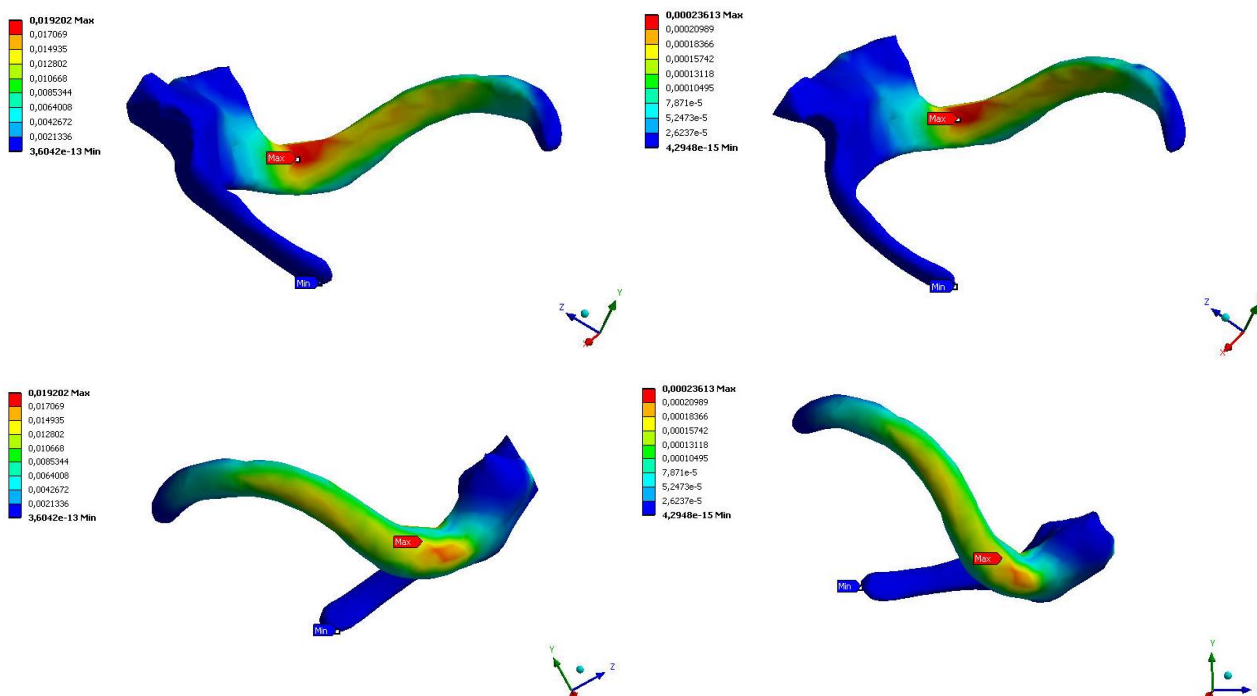 0,019202 Max
0,017069
0,014935
0,012802
0,010668
0,0085344
0,0064008
0,0042672
0,0021336
3,6042e-13 Min
Max
Min
Y
Z
X
0,00023613 Max
0,00020989
0,00018366
0,00015742
0,00013118
0,00010495
7,871e-5
5,2473e-5
2,6237e-5
4,2948e-15 Min
Max
Min
Z
X
0,019202 Max
0,017069
0,014935
0,012802
0,010668
0,0085344
0,0064008
0,0042672
0,0021336
3,6042e-13 Min
Max
Min
Y
Z
0,00023613 Max
0,00020989
0,00018366
0,00015742
0,00013118
0,00010495
7,871e-5
5,2473e-5
2,6237e-5
4,2948e-15 Min
Max
Min
Y